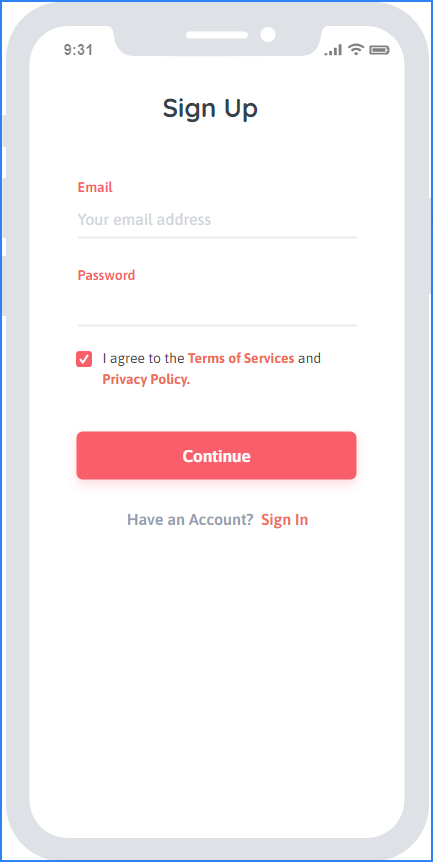 9:31
Sign Up
Email
Your email address
Password
I agree to the Terms of Services and
Privacy Policy.
Continue
Have an Account? Sign In